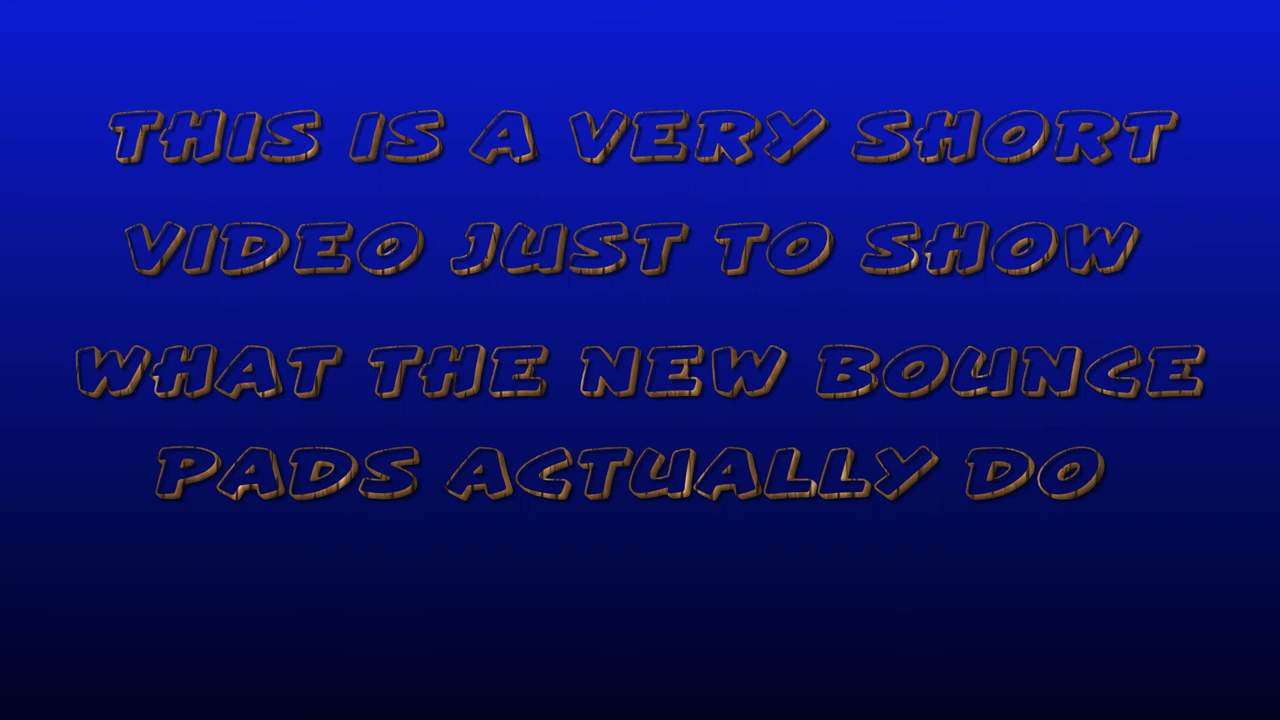 THIS IS A VERY SHORT
VIDEO JUST TO SHOW
WHAT THE NEW BOUNCE
PADS ACTUALLY DO